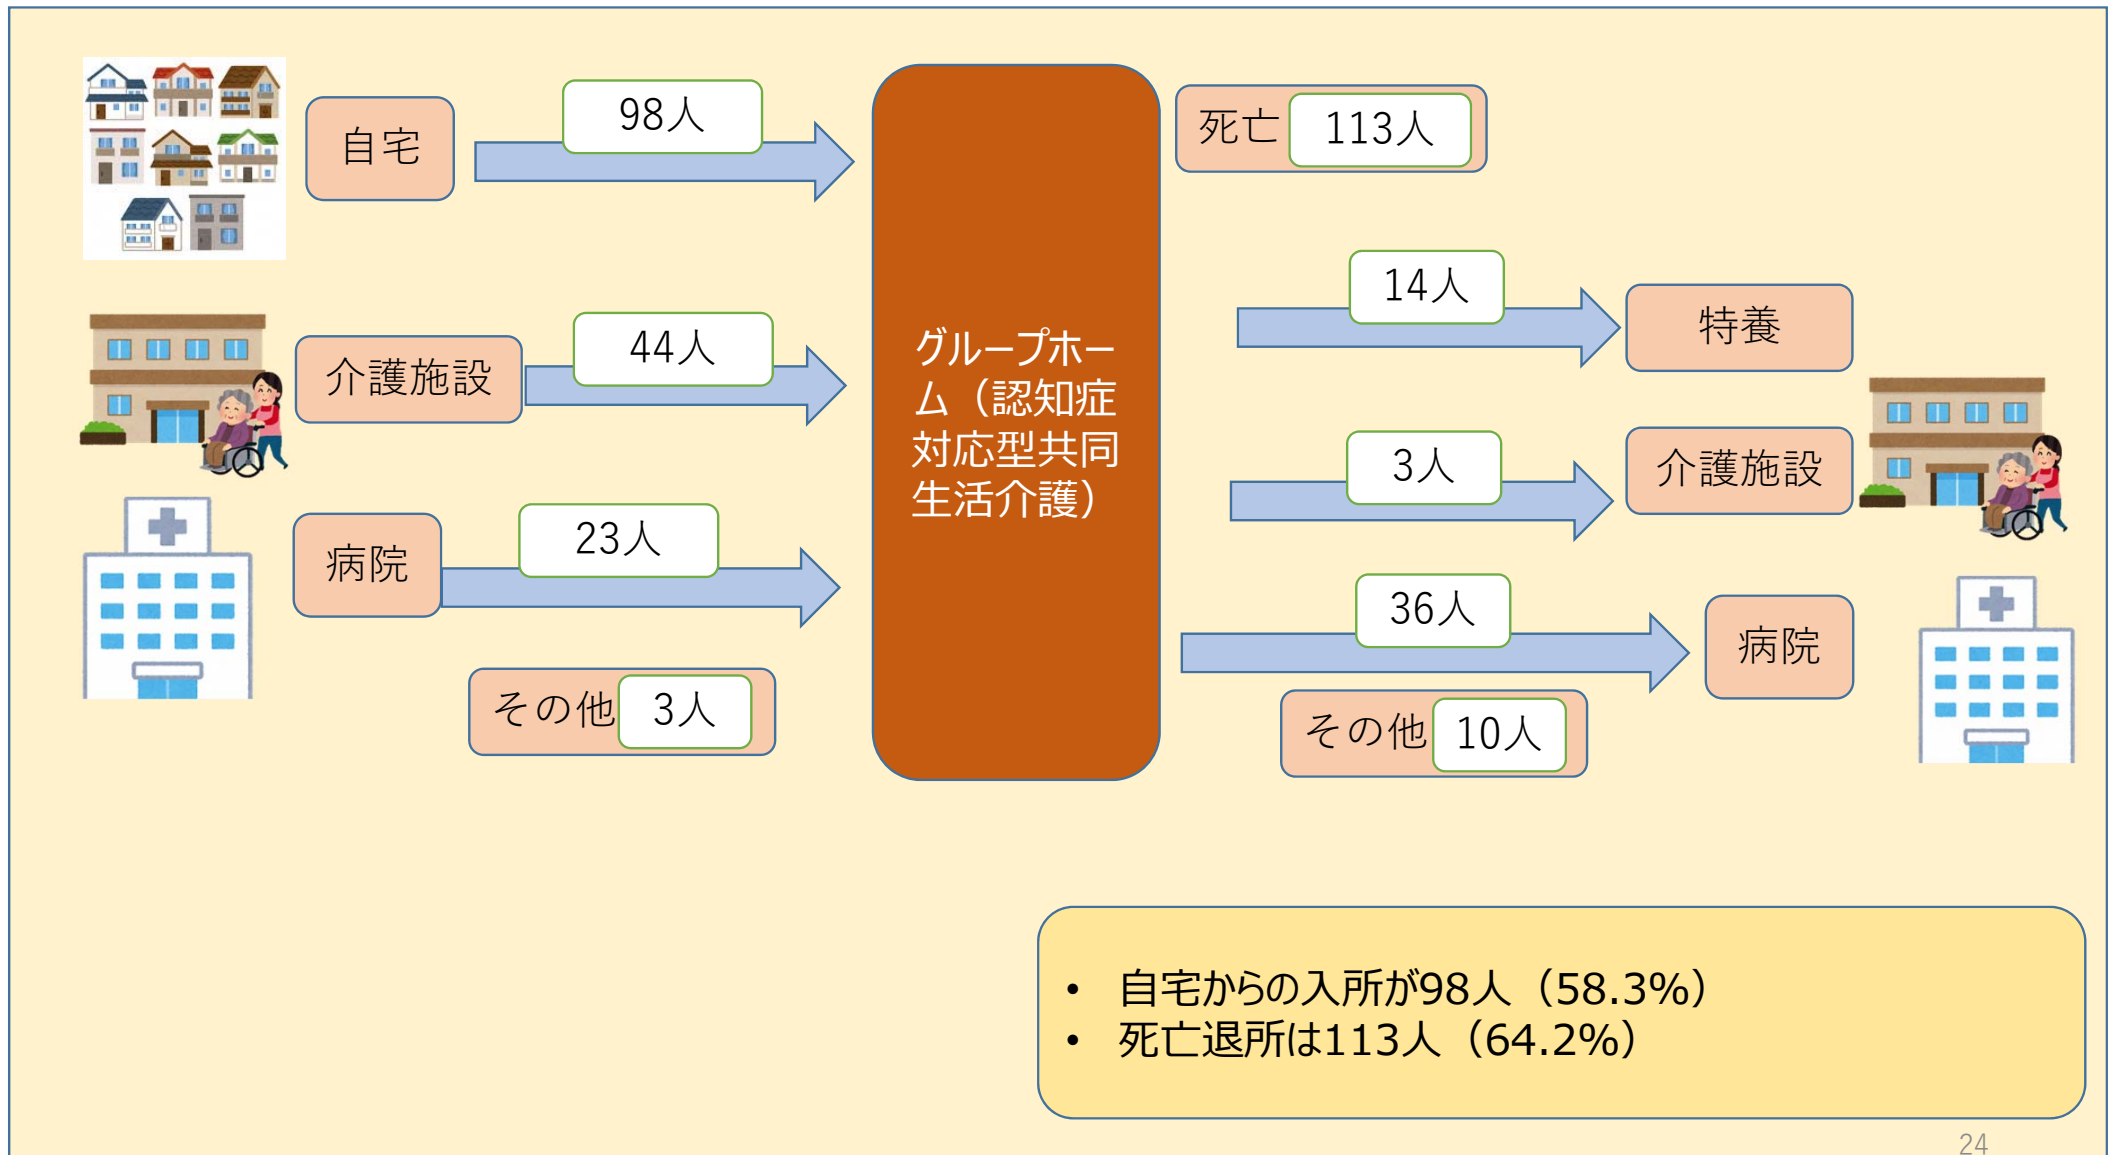 自宅
98人
介護施設
44人
病院
23人
その他
3人
グループホー
ム（認知症
対応型共同
生活介護）
死亡
113人
14人
特養
3人
介護施設
36人
病院
その他
10人
• 自宅からの入所が98人（58.3%）
• 死亡退所は113人（64.2%）
24